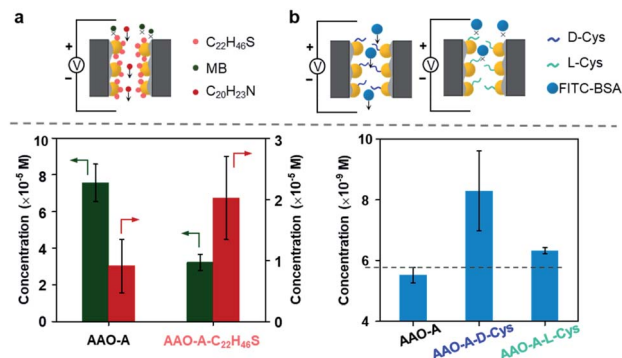 a
+
V
−
C₂₂H₄₆S
MB
C₂₀H₂₃N
b
+
V
−
+
V
−
D-Cys
L-Cys
FITC-BSA
Concentration (×10⁻⁵ M)
10
8
6
4
2
0
3
2
1
0
Concentration (×10⁻⁵ M)
AAO-A
AAO-A-C₂₂H₄₆S
Concentration (×10⁻⁹ M)
10
8
6
4
AAO-A
AAO-A-D-Cys
AAO-A-L-Cys